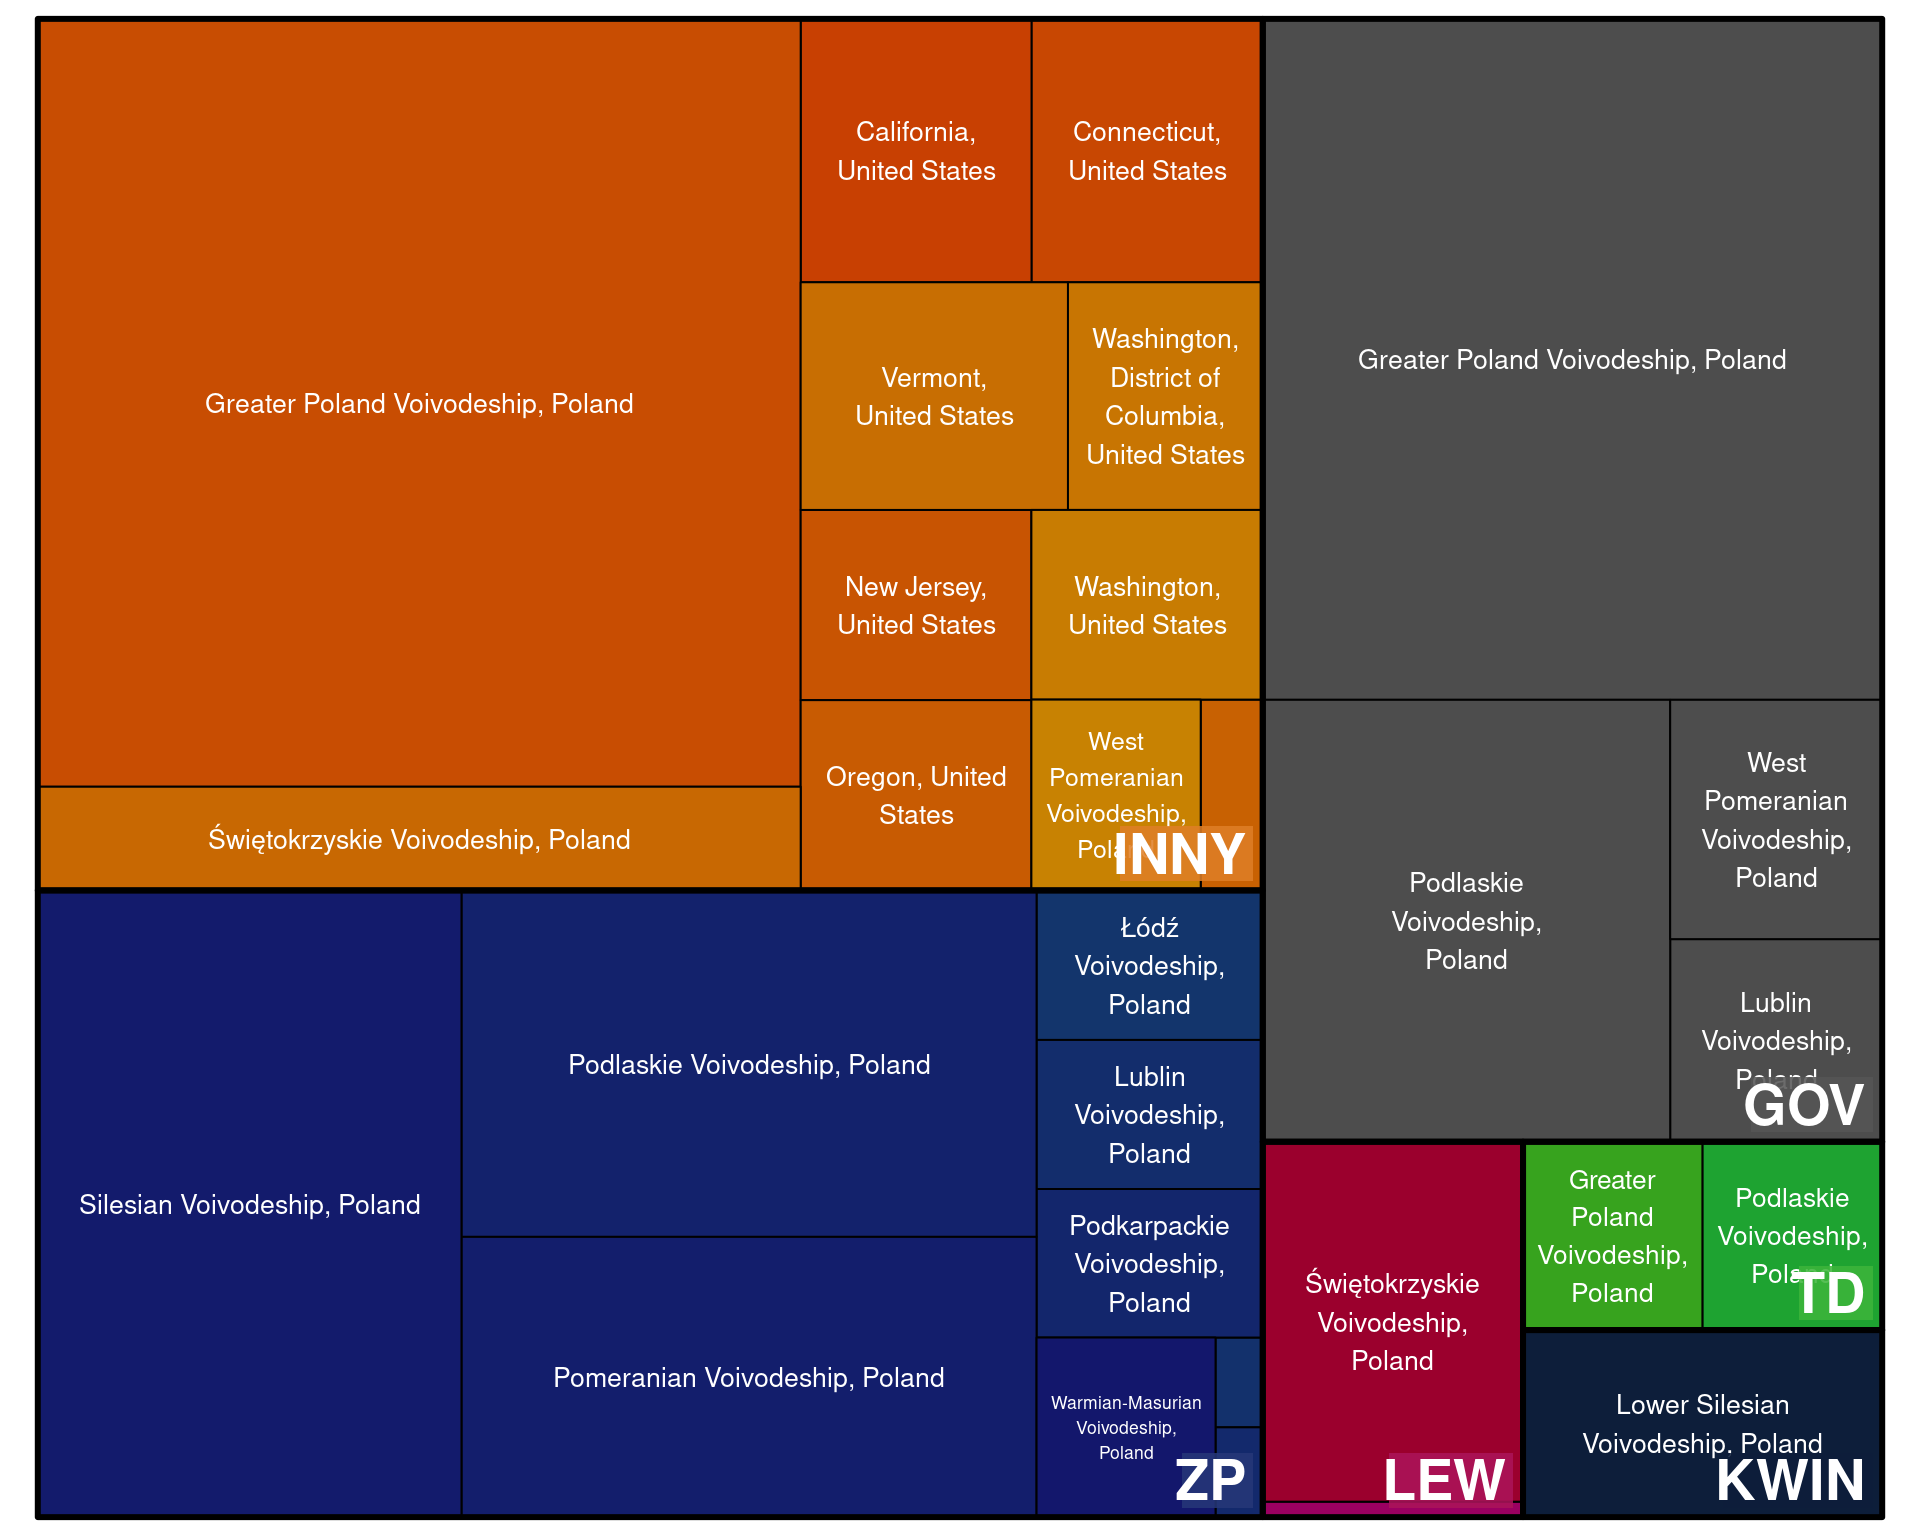 Greater Poland Voivodeship, Poland
Świętokrzyskie Voivodeship, Poland
California,
United States
Connecticut,
United States
Vermont,
United States
Washington,
District of
Columbia,
United States
New Jersey,
United States
Washington,
United States
Oregon, United
States
West
Pomeranian
Voivodeship,
Poland
INNY
Greater Poland Voivodeship, Poland
Podlaskie
Voivodeship,
Poland
West
Pomeranian
Voivodeship,
Poland
Lublin
Voivodeship,
Poland
GOV
Silesian Voivodeship, Poland
Podlaskie Voivodeship, Poland
Pomeranian Voivodeship, Poland
Łódź
Voivodeship,
Poland
Lublin
Voivodeship,
Poland
Podkarpackie
Voivodeship,
Poland
Warmian-Masurian
Voivodeship,
Poland
ZP
Świętokrzyskie
Voivodeship,
Poland
LEW
Greater
Poland
Voivodeship,
Poland
Podlaskie
Voivodeship,
Poland
TD
Lower Silesian
Voivodeship, Poland
KWIN